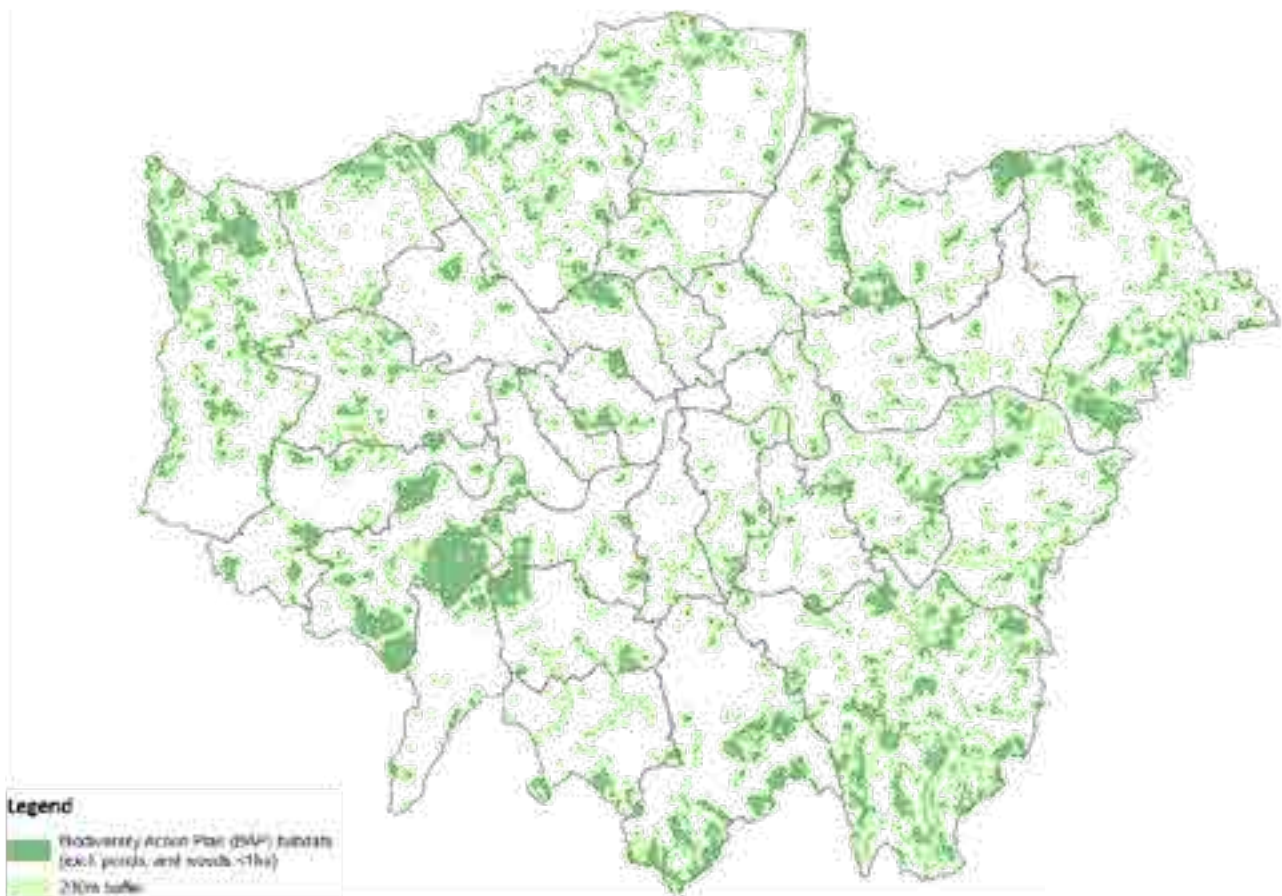 Legend
Biodiversity Action Plan (BAP) habitats
(excl. ponds, and woods <1ha)
buffer